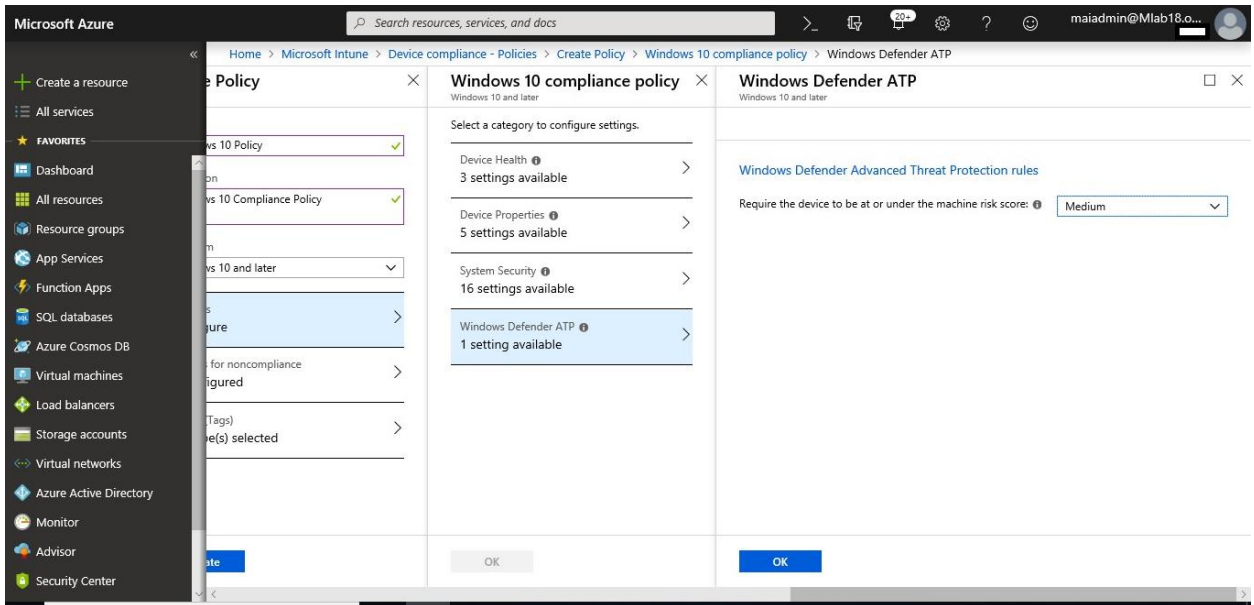 Microsoft Azure
Search resources, services, and docs
20+
maiadmin@Mlab18.o...
Home > Microsoft Intune > Device compliance - Policies > Create Policy > Windows 10 compliance policy > Windows Defender ATP
Create a resource
All services
FAVORITES
Dashboard
All resources
Resource groups
App Services
Function Apps
SQL databases
Azure Cosmos DB
Virtual machines
Load balancers
Storage accounts
Virtual networks
Azure Active Directory
Monitor
Advisor
Security Center
e Policy
vs 10 Policy
on
vs 10 Compliance Policy
m
vs 10 and later
s
gure
for noncompliance
igured
(Tags)
e(s) selected
ate
Windows 10 compliance policy
Windows 10 and later
Select a category to configure settings.
Device Health
3 settings available
Device Properties
5 settings available
System Security
16 settings available
Windows Defender ATP
1 setting available
OK
Windows Defender ATP
Windows 10 and later
Windows Defender Advanced Threat Protection rules
Require the device to be at or under the machine risk score: Medium
OK